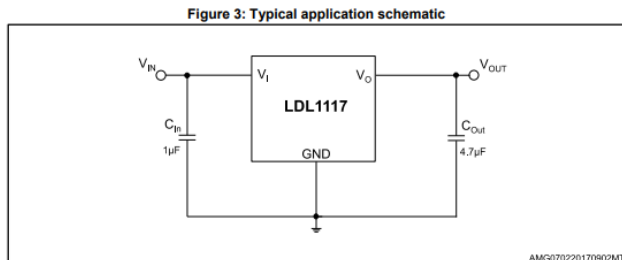 Figure 3: Typical application schematic
VIN
VI
VO
VOUT
LDL1117
CIn
1µF
COut
4.7µF
GND
AMG070220170902MT